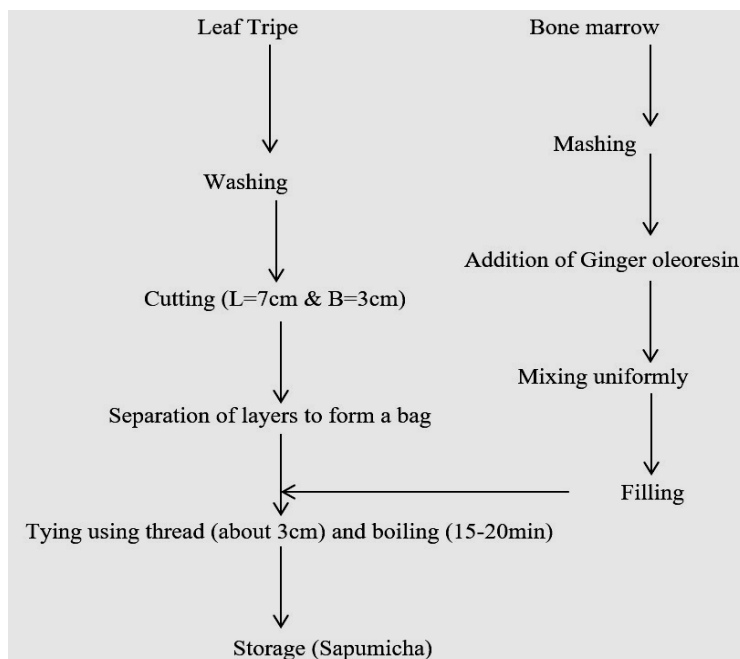 Leaf Tripe
Bone marrow
Mashing
Washing
Addition of Ginger oleoresin
Cutting (L=7cm & B=3cm)
Mixing uniformly
Separation of layers to form a bag
Filling
Tying using thread (about 3cm) and boiling (15-20min)
Storage (Sapumicha)